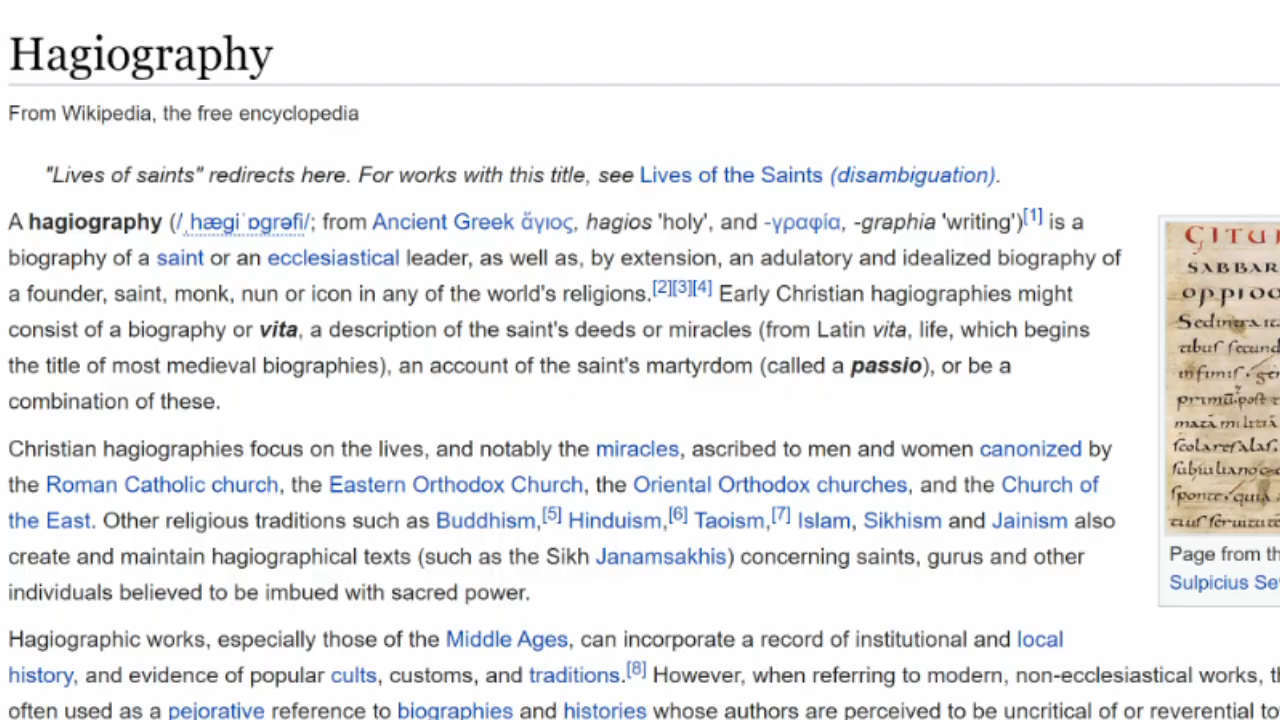 Hagiography
From Wikipedia, the free encyclopedia
"Lives of saints" redirects here. For works with this title, see Lives of the Saints (disambiguation).
A hagiography (/ˌhæɡiˈɒɡrəfi/; from Ancient Greek ἅγιος, hagios 'holy', and -γραφία, -graphia 'writing')[1] is a
biography of a saint or an ecclesiastical leader, as well as, by extension, an adulatory and idealized biography of
a founder, saint, monk, nun or icon in any of the world's religions.[2][3][4] Early Christian hagiographies might
consist of a biography or vita, a description of the saint's deeds or miracles (from Latin vita, life, which begins
the title of most medieval biographies), an account of the saint's martyrdom (called a passio), or be a
combination of these.
Christian hagiographies focus on the lives, and notably the miracles, ascribed to men and women canonized by
the Roman Catholic church, the Eastern Orthodox Church, the Oriental Orthodox churches, and the Church of
the East. Other religious traditions such as Buddhism,[5] Hinduism,[6] Taoism,[7] Islam, Sikhism and Jainism also
create and maintain hagiographical texts (such as the Sikh Janamsakhis) concerning saints, gurus and other
individuals believed to be imbued with sacred power.
Hagiographic works, especially those of the Middle Ages, can incorporate a record of institutional and local
history, and evidence of popular cults, customs, and traditions.[8] However, when referring to modern, non-ecclesiastical works,
often used as a pejorative reference to biographies and histories whose authors are perceived to be uncritical of or reverential to
SABBAR
oppido
Page from
Sulpicius